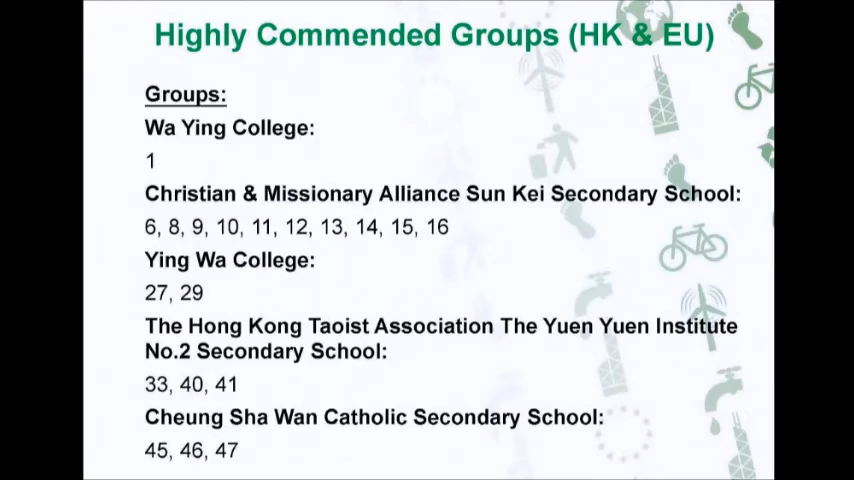 Highly Commended Groups (HK & EU)
Groups:
Wa Ying College:
1
Christian & Missionary Alliance Sun Kei Secondary School:
6, 8, 9, 10, 11, 12, 13, 14, 15, 16
Ying Wa College:
27, 29
The Hong Kong Taoist Association The Yuen Yuen Institute
No.2 Secondary School:
33, 40, 41
Cheung Sha Wan Catholic Secondary School:
45, 46, 47